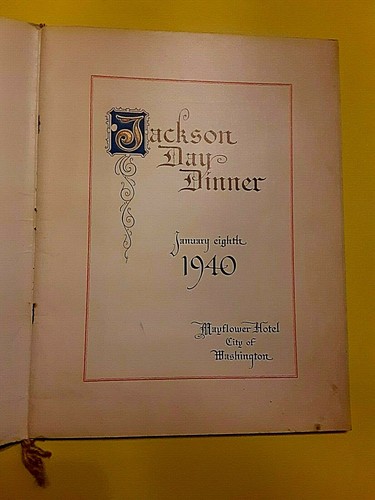 Jackson
Day
Dinner
January eighth
1940
Mayflower Hotel
City of
Washington